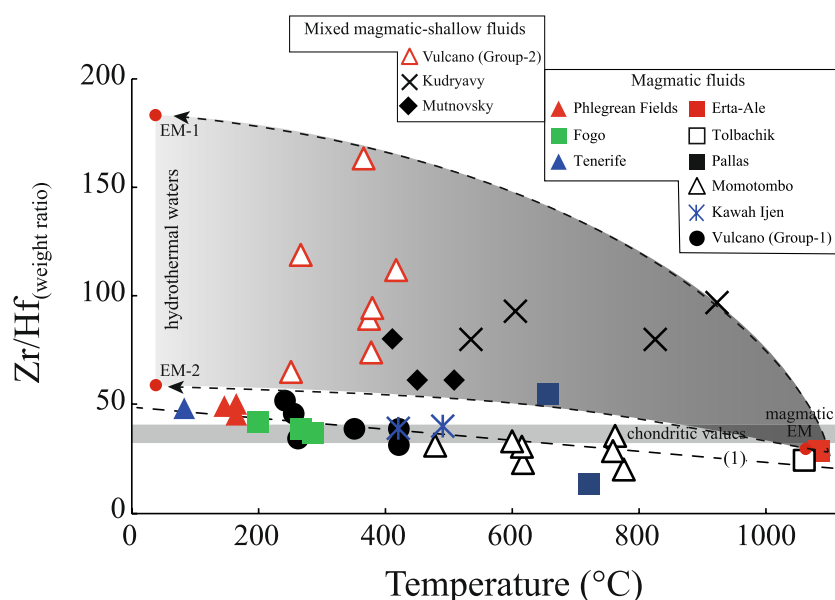 Mixed magmatic-shallow fluids
Vulcano (Group-2)
Kudryavy
Mutnovsky
Magmatic fluids
Phlegrean Fields
Erta-Ale
Fogo
Tolbachik
Tenerife
Pallas
Momotombo
Kawah Ijen
Vulcano (Group-1)
200
150
100
50
0
Zr/Hf(weight ratio)
EM-1
hydrothermal waters
EM-2
magmatic
EM
chondritic values
(1)
0
200
400
600
800
1000
Temperature (°C)